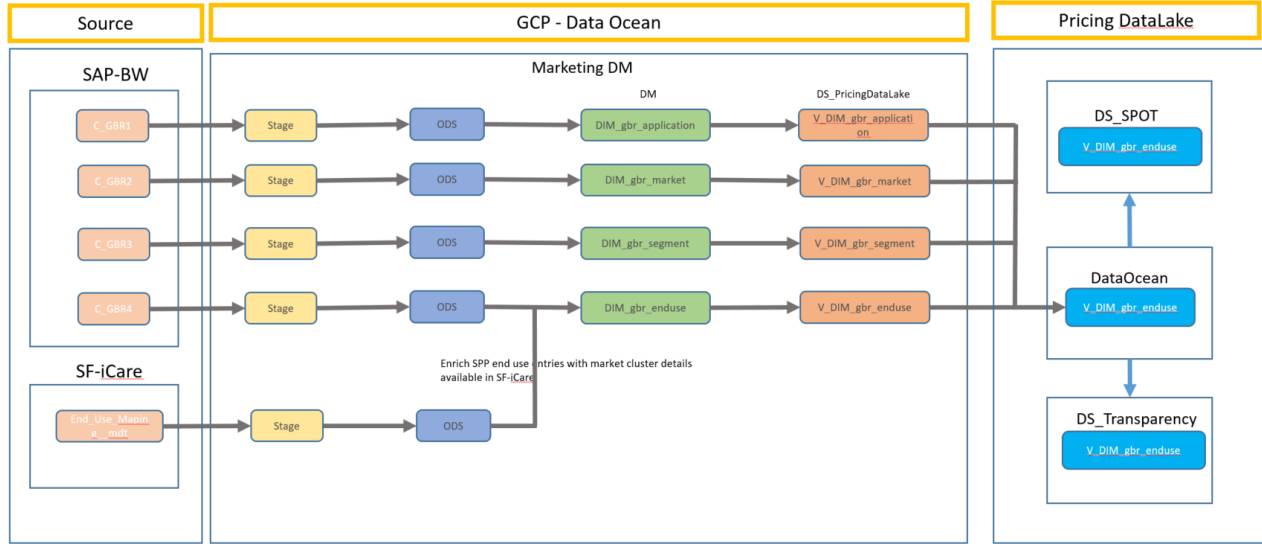 Source
GCP - Data Ocean
Pricing DataLake
SAP-BW
Marketing DM
DM
DS_PricingDataLake
C_GBR1
Stage
ODS
DIM_gbr_application
V_DIM_gbr_applicati
on
C_GBR2
Stage
ODS
DIM_gbr_market
V_DIM_gbr_market
C_GBR3
Stage
ODS
DIM_gbr_segment
V_DIM_gbr_segment
C_GBR4
Stage
ODS
DIM_gbr_enduse
V_DIM_gbr_enduse
Enrich SPP end use entries with market cluster details
available in SF-iCare
SF-iCare
End_Use_Mapin
g__mdt
Stage
ODS
DS_SPOT
V_DIM_gbr_enduse
DataOcean
V_DIM_gbr_enduse
DS_Transparency
V_DIM_gbr_enduse